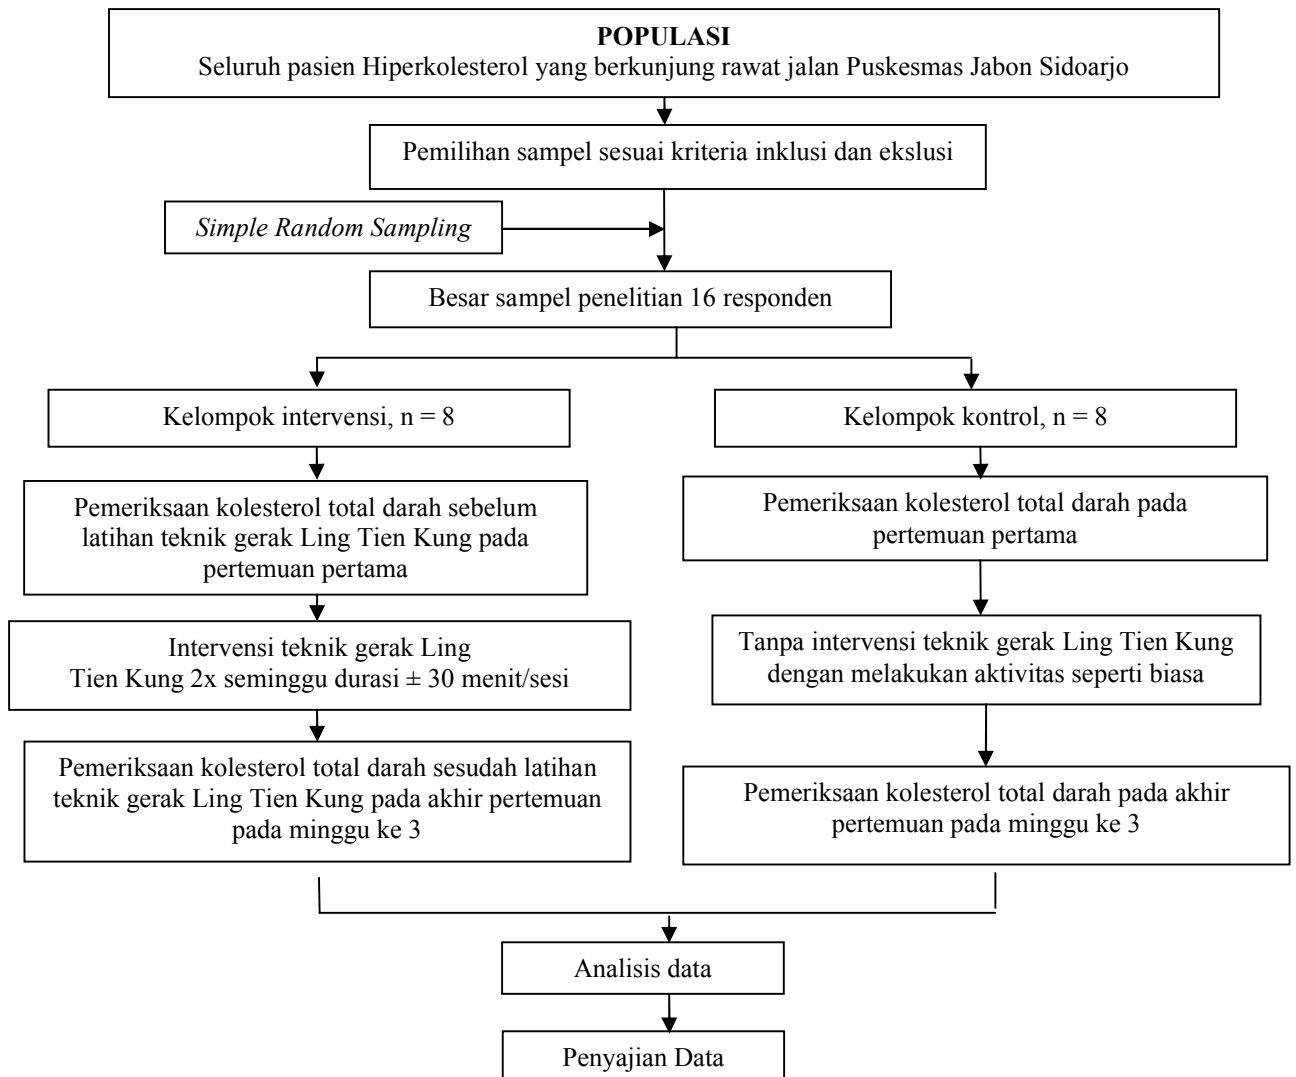 POPULASI
Seluruh pasien Hiperkolesterol yang berkunjung rawat jalan Puskesmas Jabon Sidoarjo
Pemilihan sampel sesuai kriteria inklusi dan ekslusi
Simple Random Sampling
Besar sampel penelitian 16 responden
Kelompok intervensi, n = 8
Kelompok kontrol, n = 8
Pemeriksaan kolesterol total darah sebelum
latihan teknik gerak Ling Tien Kung pada
pertemuan pertama
Pemeriksaan kolesterol total darah pada
pertemuan pertama
Intervensi teknik gerak Ling
Tien Kung 2x seminggu durasi ± 30 menit/sesi
Tanpa intervensi teknik gerak Ling Tien Kung
dengan melakukan aktivitas seperti biasa
Pemeriksaan kolesterol total darah sesudah latihan
teknik gerak Ling Tien Kung pada akhir pertemuan
pada minggu ke 3
Pemeriksaan kolesterol total darah pada akhir
pertemuan pada minggu ke 3
Analisis data
Penyajian Data